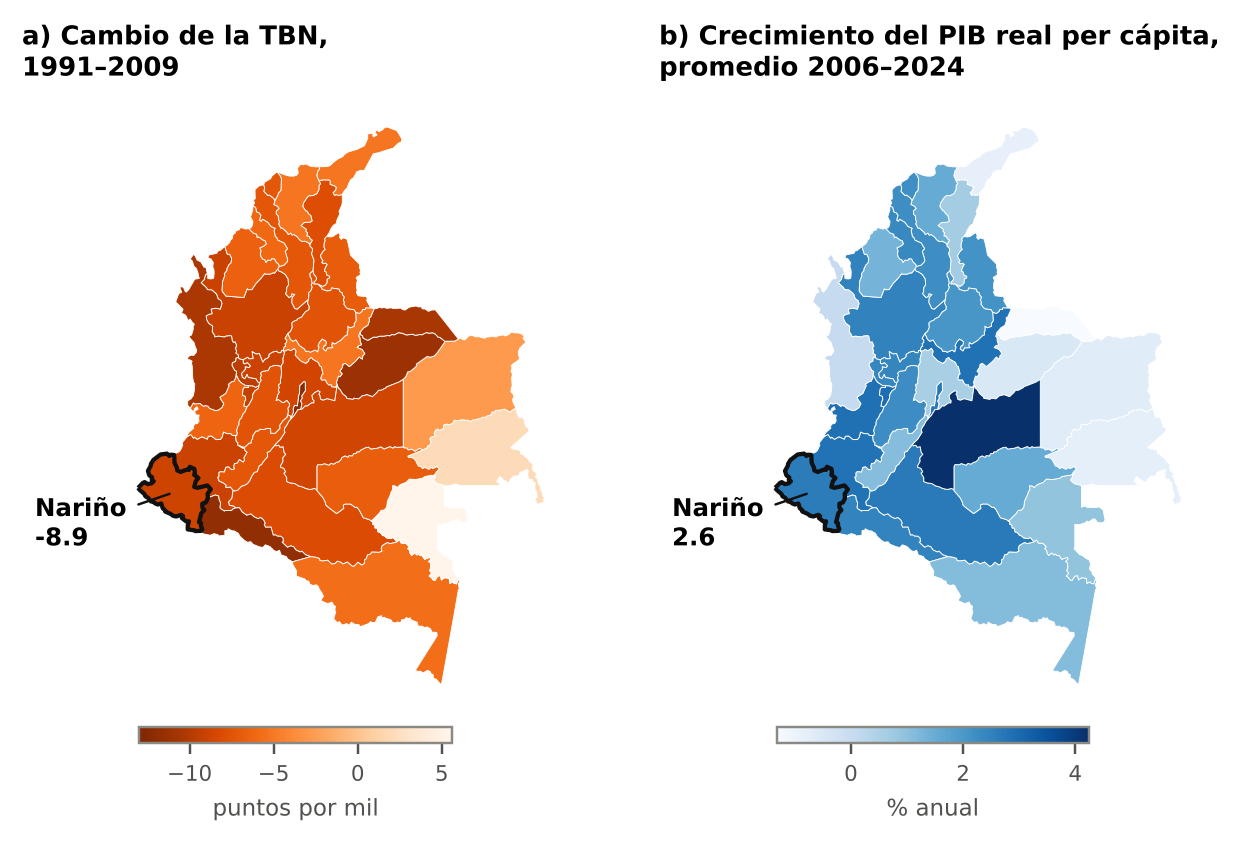 a) Cambio de la TBN,
1991–2009
b) Crecimiento del PIB real per cápita,
promedio 2006–2024
Nariño
-8.9
Nariño
2.6
−10 −5 0 5
puntos por mil
0 2 4
% anual